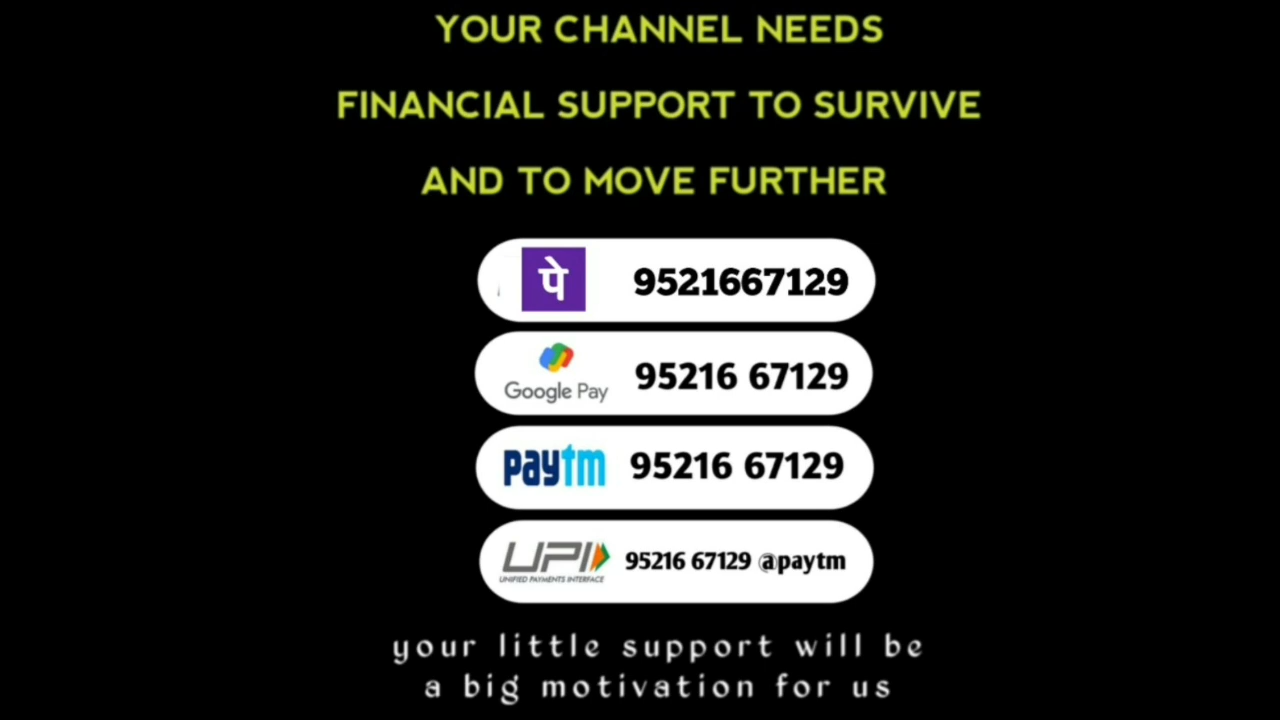 YOUR CHANNEL NEEDS
FINANCIAL SUPPORT TO SURVIVE
AND TO MOVE FURTHER
पे 9521667129
Google Pay 95216 67129
paytm 95216 67129
UPI UNIFIED PAYMENTS INTERFACE 95216 67129 @paytm
your little support will be
a big motivation for us